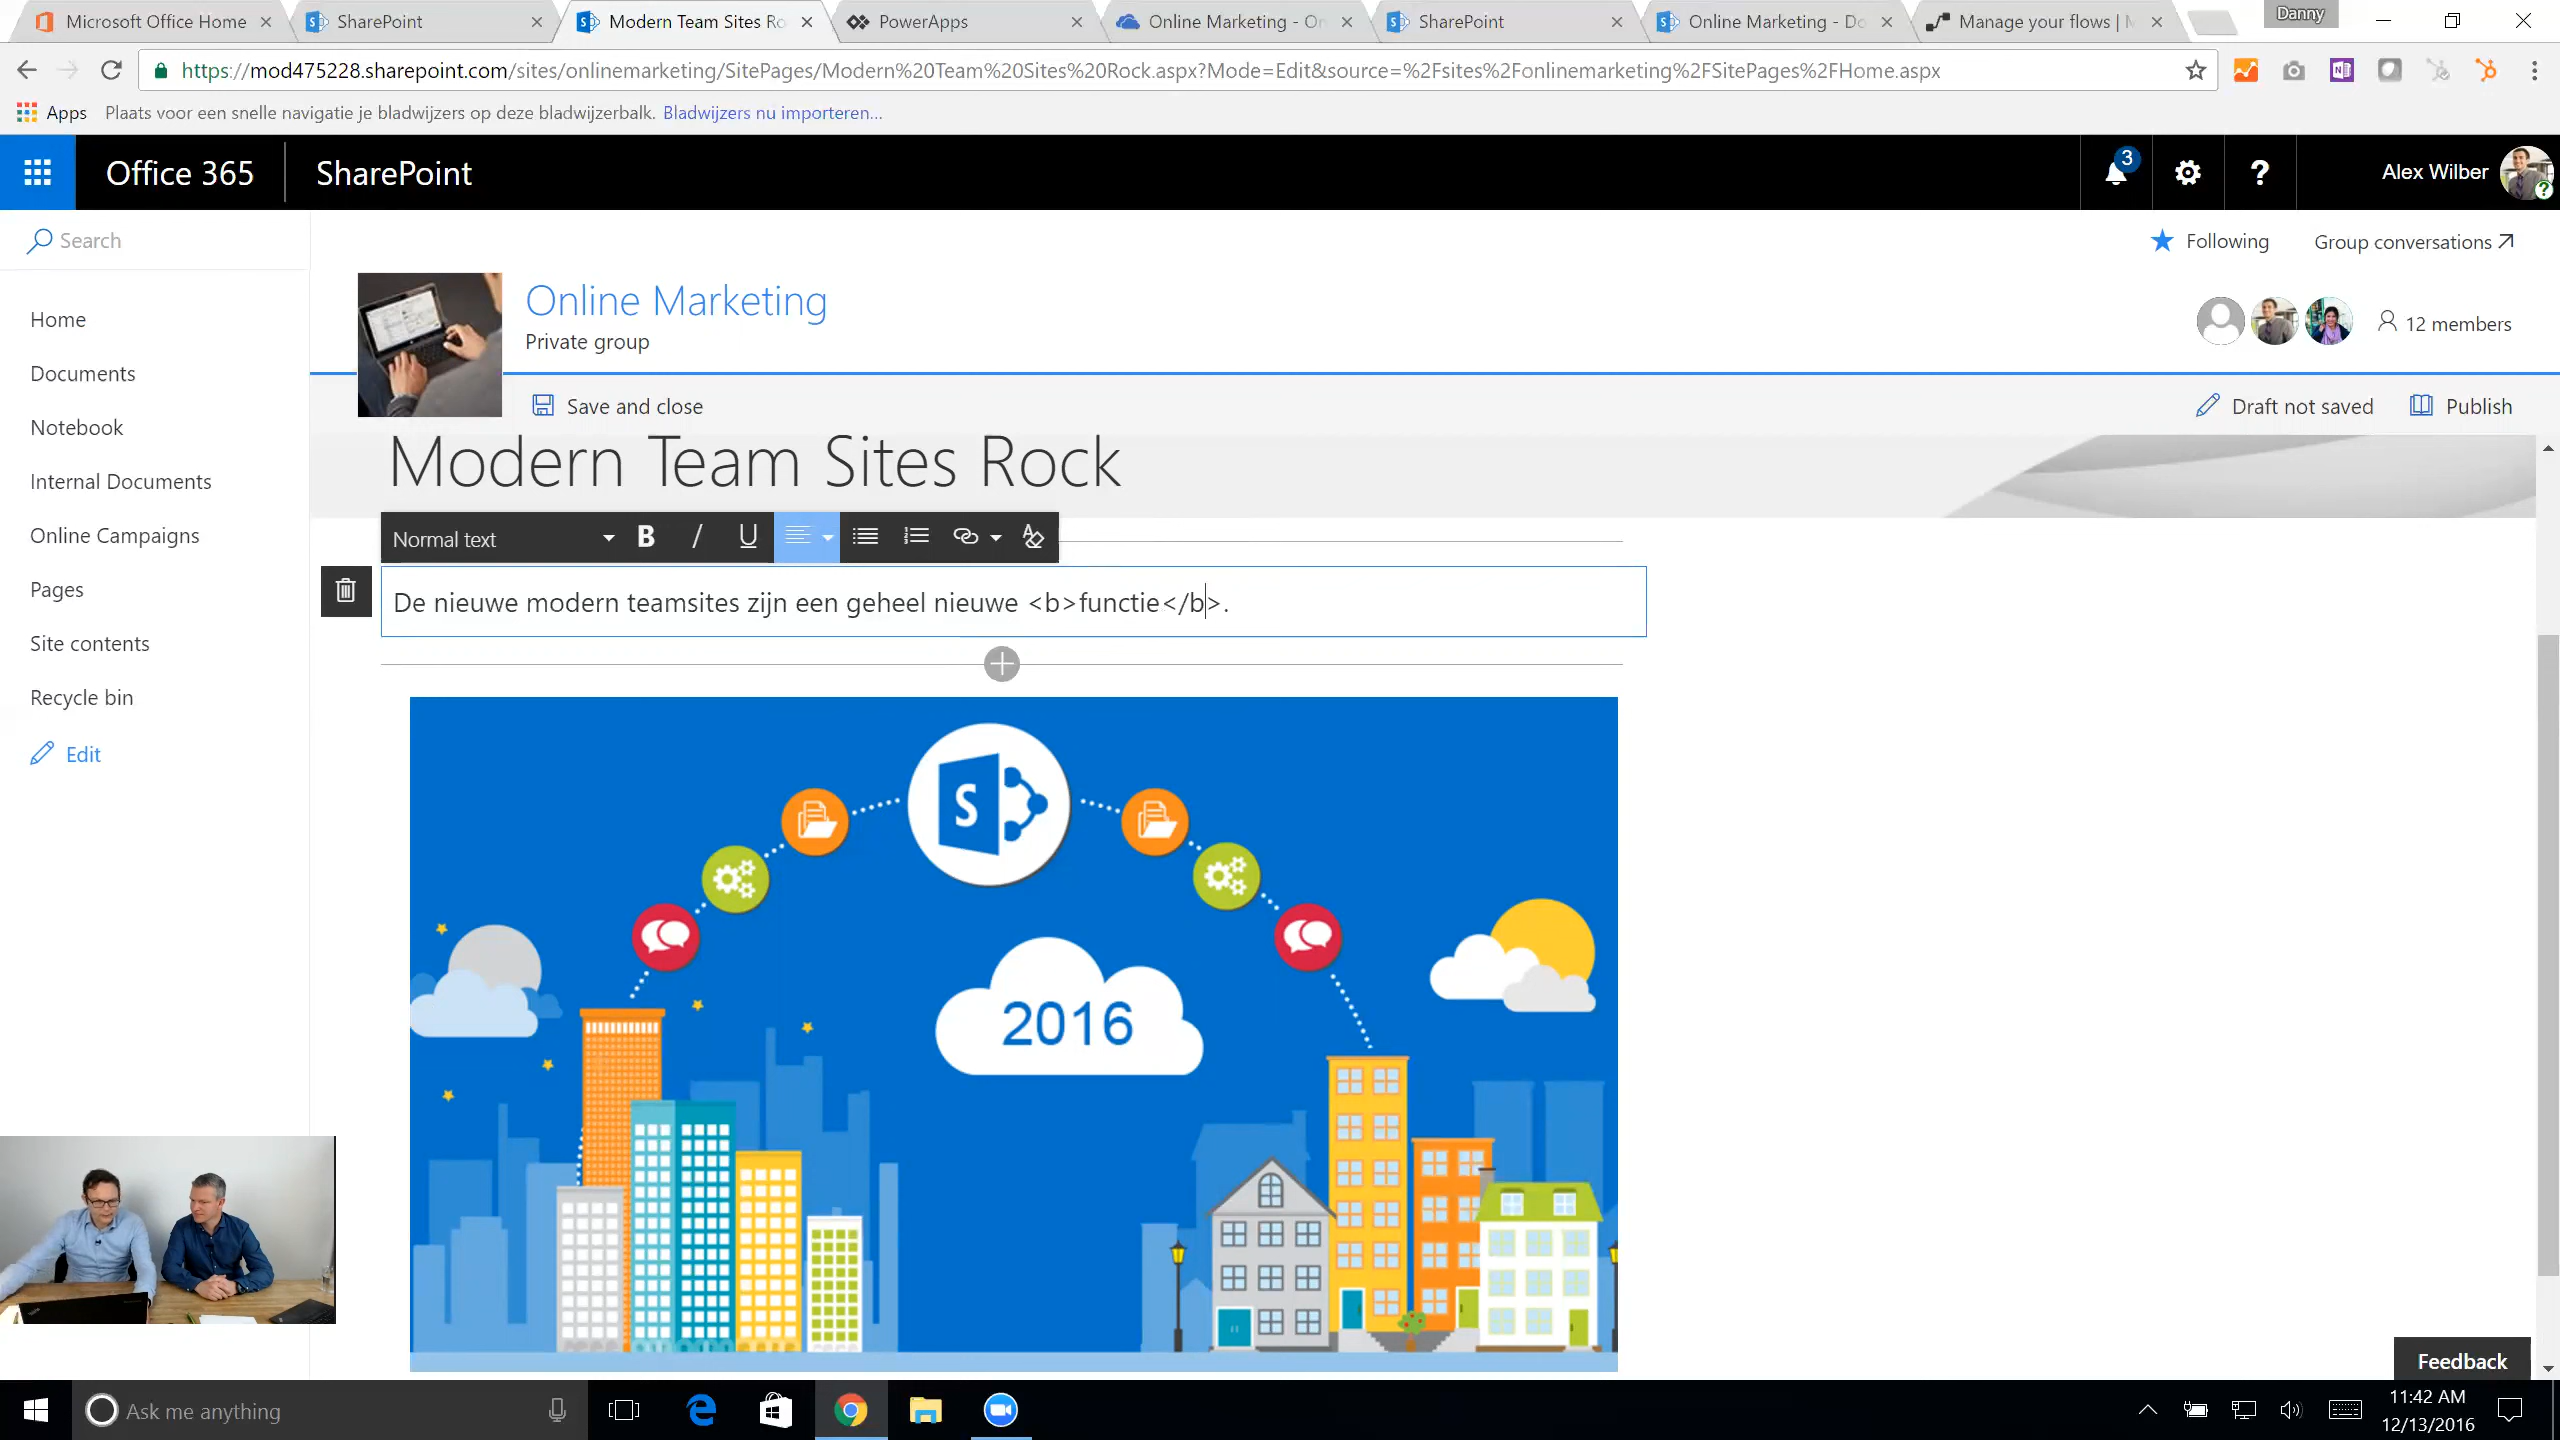 Microsoft Office Home
SharePoint
Modern Team Sites Ro
PowerApps
Online Marketing - On
SharePoint
Online Marketing - Do
Manage your flows | M
Danny
https://mod475228.sharepoint.com/sites/onlinemarketing/SitePages/Modern%20Team%20Sites%20Rock.aspx?Mode=Edit&source=%2Fsites%2Fonlinemarketing%2FSitePages%2FHome.aspx
Apps Plaats voor een snelle navigatie je bladwijzers op deze bladwijzerbalk. Bladwijzers nu importeren...
Office 365 SharePoint 3 ? Alex Wilber
Search
Following Group conversations
Online Marketing
Private group
12 members
Home
Documents
Notebook
Internal Documents
Online Campaigns
Pages
Site contents
Recycle bin
Edit
Save and close Draft not saved Publish
Modern Team Sites Rock
Normal text B / U
De nieuwe modern teamsites zijn een geheel nieuwe <b>functie</b>.
S
2016
Feedback
Ask me anything
11:42 AM
12/13/2016